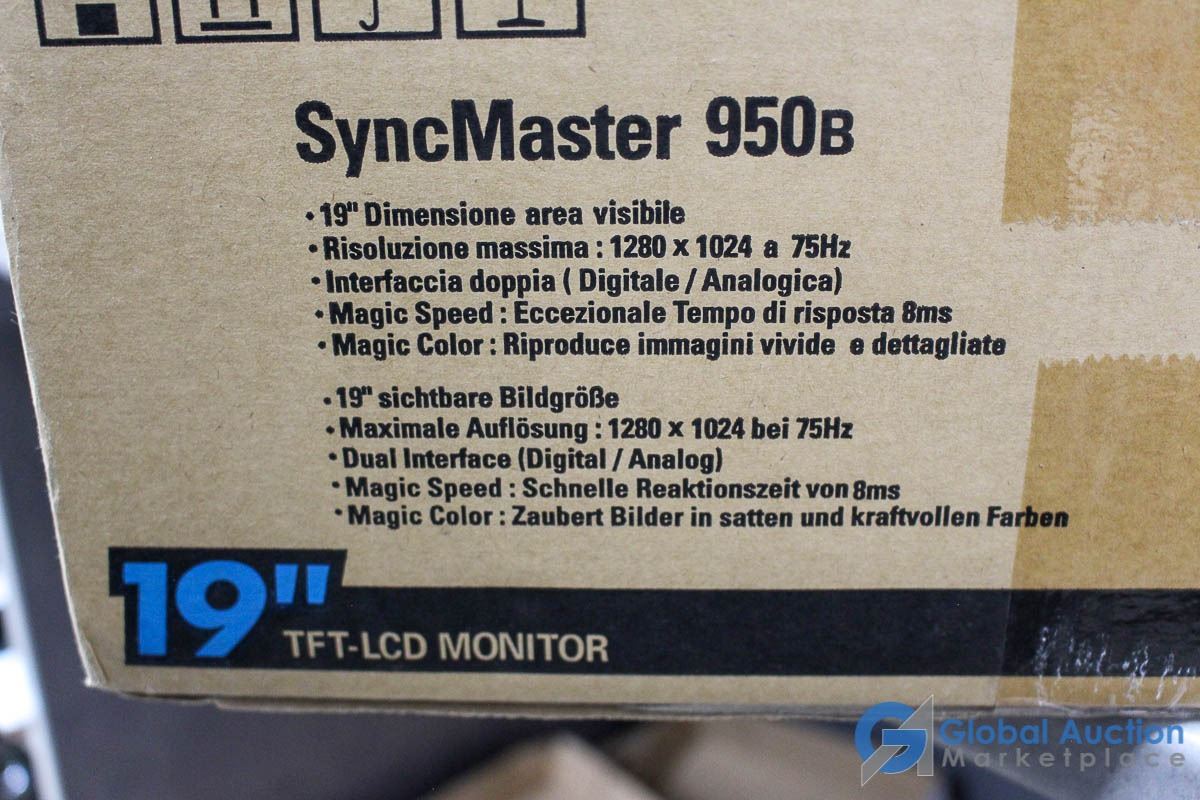 SyncMaster 950B
• 19" Dimensione area visibile
• Risoluzione massima : 1280 x 1024 a 75Hz
• Interfaccia doppia ( Digitale / Analogica)
• Magic Speed : Eccezionale Tempo di risposta 8ms
• Magic Color : Riproduce immagini vivide e dettagliate
• 19" sichtbare Bildgröße
• Maximale Auflösung : 1280 x 1024 bei 75Hz
• Dual Interface (Digital / Analog)
• Magic Speed : Schnelle Reaktionszeit von 8ms
• Magic Color : Zaubert Bilder in satten und kraftvollen Farben
19"
TFT-LCD MONITOR
Global Auction
Marketplace